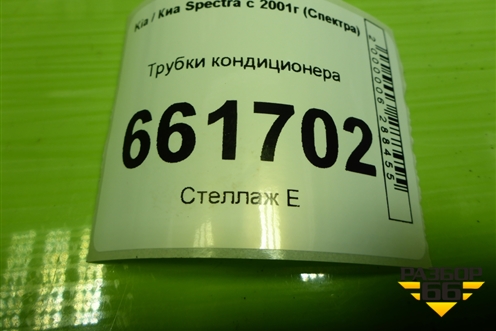 Kia / Киа Spectra с 2001г (Спектра)
Трубки кондиционера
661702
Стеллаж Е
2000006288455
РАЗБОР
66